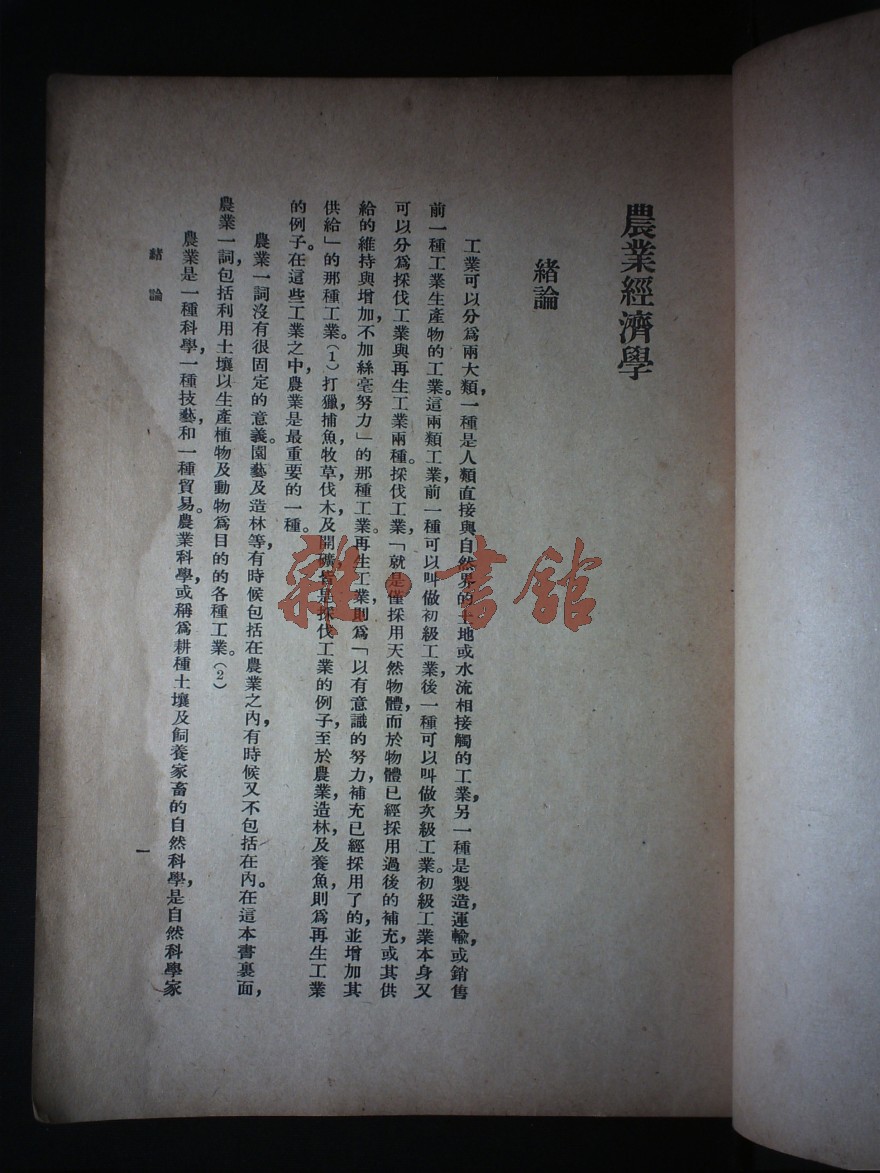 農業經濟學
緒論
工業可以分爲兩大類，一種是人類直接與自然界的土地或水流相接觸的工業，另一種是製造，運輸，或銷售
前一種工業生產物的工業。這兩類工業，前一種可以叫做初級工業，後一種可以叫做次級工業。初級工業本身又
可以分爲採伐工業與再生工業兩種。採伐工業，「就是僅採用天然物體，而於物體已經採用過後的補充，或其供
給的維持與增加，不加絲毫努力」的那種工業。再生工業，則爲「以有意識的努力，補充已經採用了的，並增加其
供給」的那種工業。(1)打獵，捕魚，牧草，伐木，及開礦，皆是採伐工業的例子，至於農業，造林，及養魚，則爲再生工業
的例子。在這些工業之中，農業是最重要的一種。
農業一詞沒有很固定的意義。園藝及造林等，有時候包括在農業之內，有時候又不包括在內。在這本書裏面，
農業一詞，包括利用土壤以生產植物及動物爲目的的各種工業。(2)
農業是一種科學，一種技藝，和一種貿易。農業科學，或稱爲耕種土壤及飼養家畜的自然科學，是自然科學家
緒論
一
雜·書館